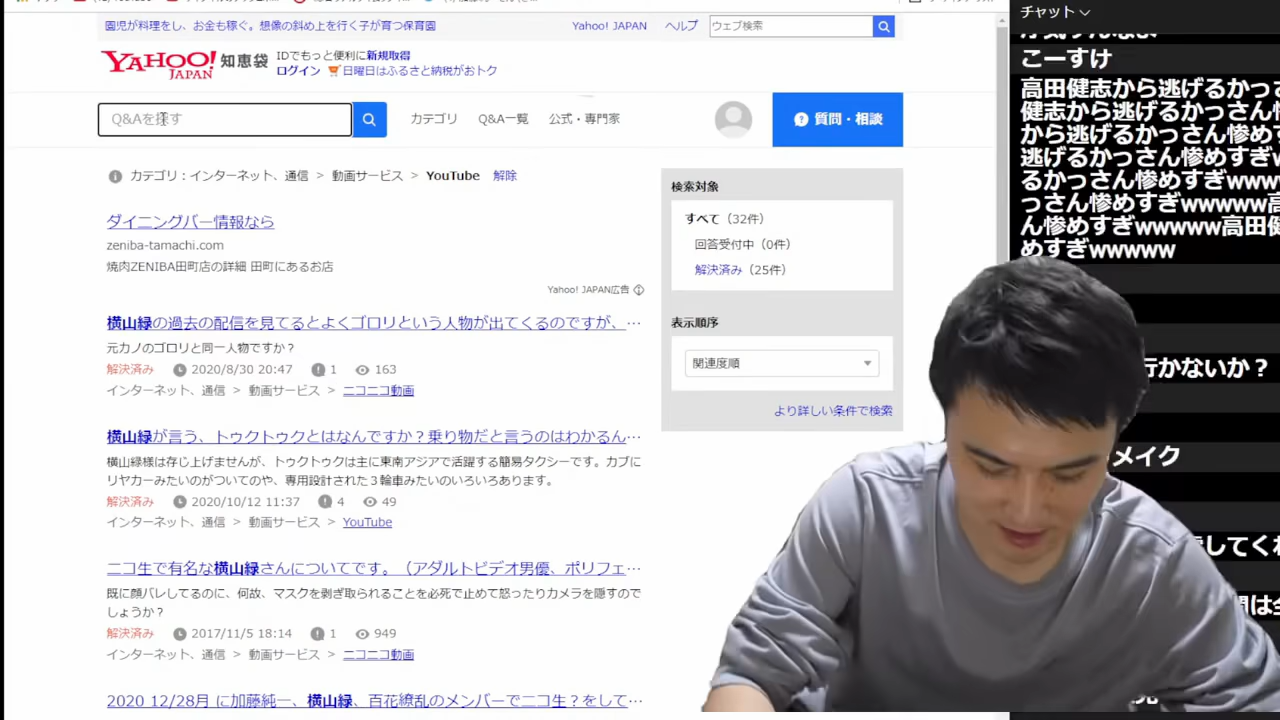 園児が料理をし、お金も稼ぐ。想像の斜め上を行く子が育つ保育園
Yahoo! JAPAN
ヘルプ
ウェブ検索
YAHOO! JAPAN 知恵袋
IDでもっと便利に新規取得
ログイン 日曜日はふるさと納税がおトク
Q&Aを探す
カテゴリ
Q&A一覧
公式・専門家
質問・相談
カテゴリ：インターネット、通信 > 動画サービス > YouTube 解除
ダイニングバー情報なら
zeniba-tamachi.com
焼肉ZENIBA田町店の詳細 田町にあるお店
Yahoo! JAPAN広告
横山緑の過去の配信を見てるとよくゴロリという人物が出てくるのですが、…
元カノのゴロリと同一人物ですか？
解決済み 2020/8/30 20:47 1 163
インターネット、通信 > 動画サービス > ニコニコ動画
横山緑が言う、トゥクトゥクとはなんですか？乗り物だと言うのはわかるん…
横山緑様は存じ上げませんが、トゥクトゥクは主に東南アジアで活躍する簡易タクシーです。カブに
リヤカーみたいのがついてのや、専用設計された３輪車みたいのいろいろあります。
解決済み 2020/10/12 11:37 4 49
インターネット、通信 > 動画サービス > YouTube
ニコ生で有名な横山緑さんについてです。（アダルトビデオ男優、ポリフェ…
既に顔バレしてるのに、何故、マスクを剥ぎ取られることを必死で止めて怒ったりカメラを隠すので
しょうか？
解決済み 2017/11/5 18:14 1 949
インターネット、通信 > 動画サービス > ニコニコ動画
2020 12/28月 に加藤純一、横山緑、百花繚乱のメンバーでニコ生？をして…
検索対象
すべて（32件）
回答受付中（0件）
解決済み（25件）
表示順序
関連度順
より詳しい条件で検索
チャット
こーすけ
高田健志から逃げるかっさ
健志から逃げるかっさん惨
から逃げるかっさん惨めす
逃げるかっさん惨めすぎw
るかっさん惨めすぎwww
っさん惨めすぎwwwww高
ん惨めすぎwwwww高田健
めすぎwwwww
行かないか？
メイク
してくれ